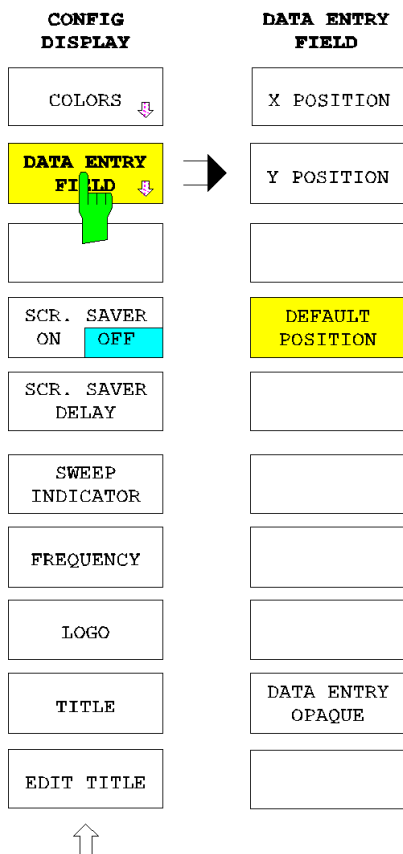 CONFIG
DISPLAY
COLORS
DATA ENTRY
FIELD
SCR. SAVER
ON OFF
SCR. SAVER
DELAY
SWEEP
INDICATOR
FREQUENCY
LOGO
TITLE
EDIT TITLE
DATA ENTRY
FIELD
X POSITION
Y POSITION
DEFAULT
POSITION
DATA ENTRY
OPAQUE